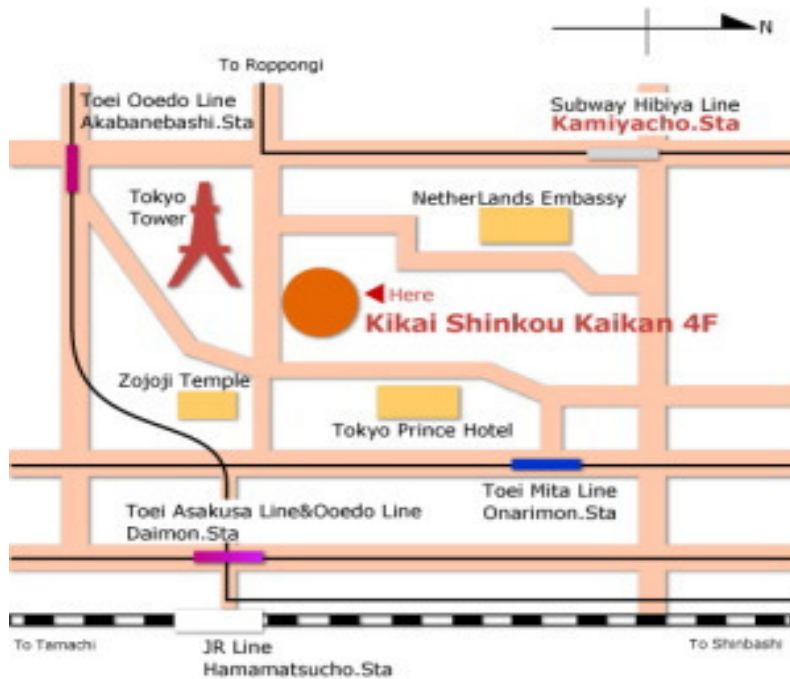 N
To Roppongi
Toei Ooedo Line
Akabanebashi.Sta
Subway Hibiya Line
Kamiyacho.Sta
Tokyo
Tower
NetherLands Embassy
Here
Kikai Shinkou Kaikan 4F
Zojoji Temple
Tokyo Prince Hotel
Toei Mita Line
Onarimon.Sta
Toei Asakusa Line&Ooedo Line
Daimon.Sta
To Tamachi
To Shinbashi
JR Line
Hamamatsucho.Sta